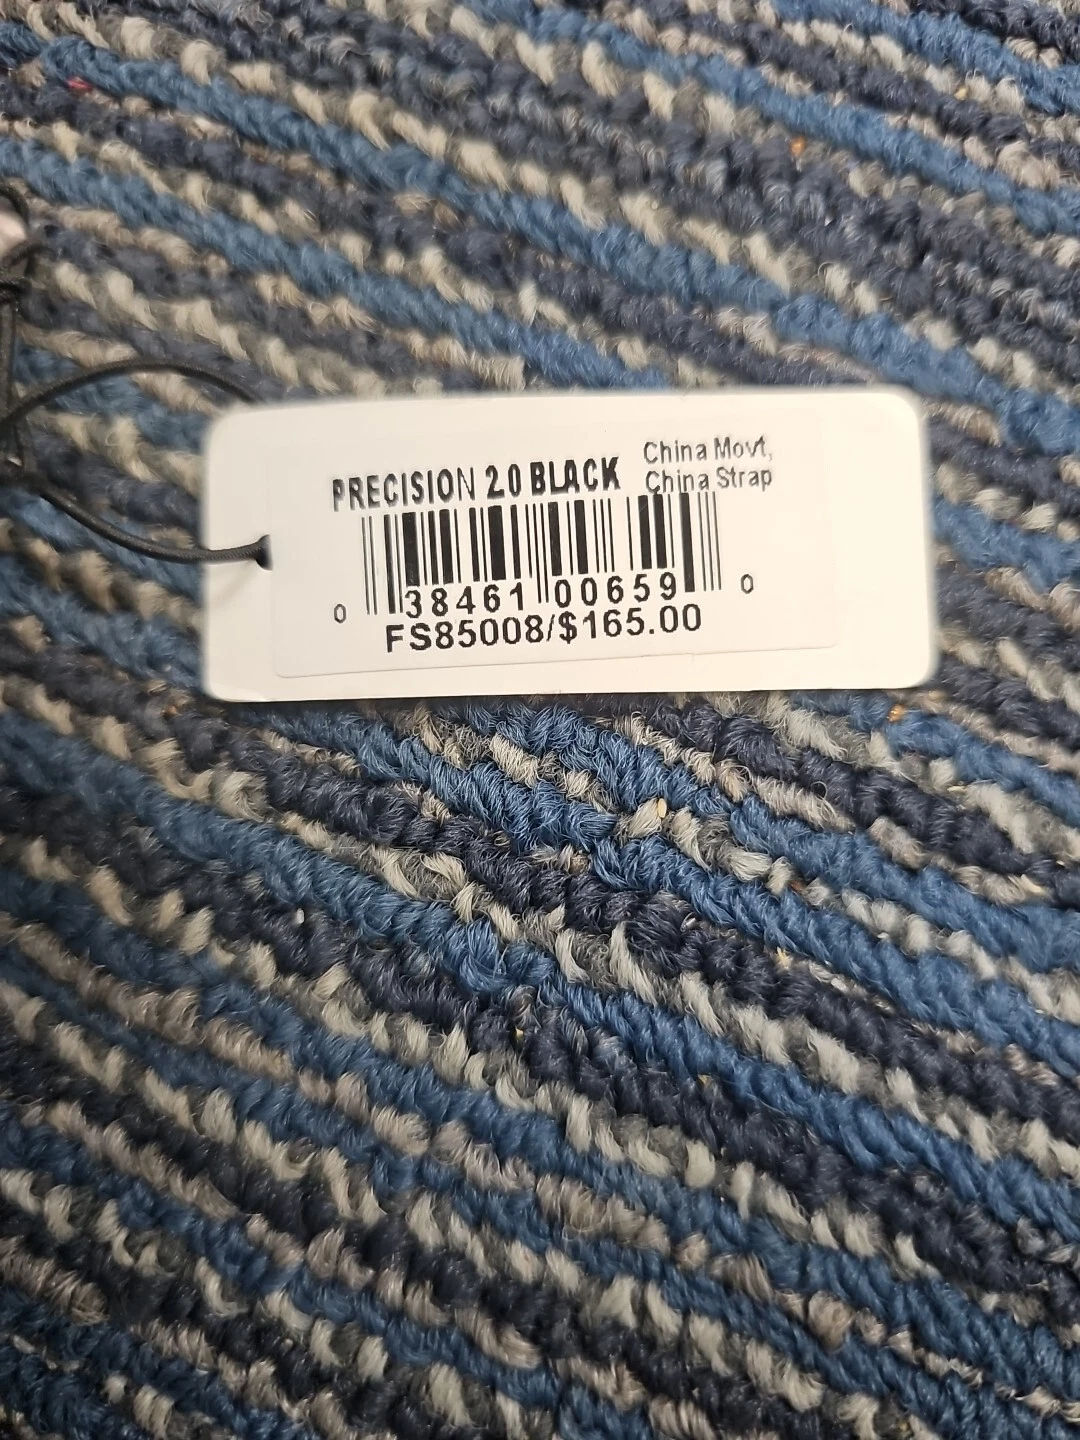 PRECISION 2.0 BLACK
China Movt,
China Strap
0 38461 00659 0
FS85008/$165.00